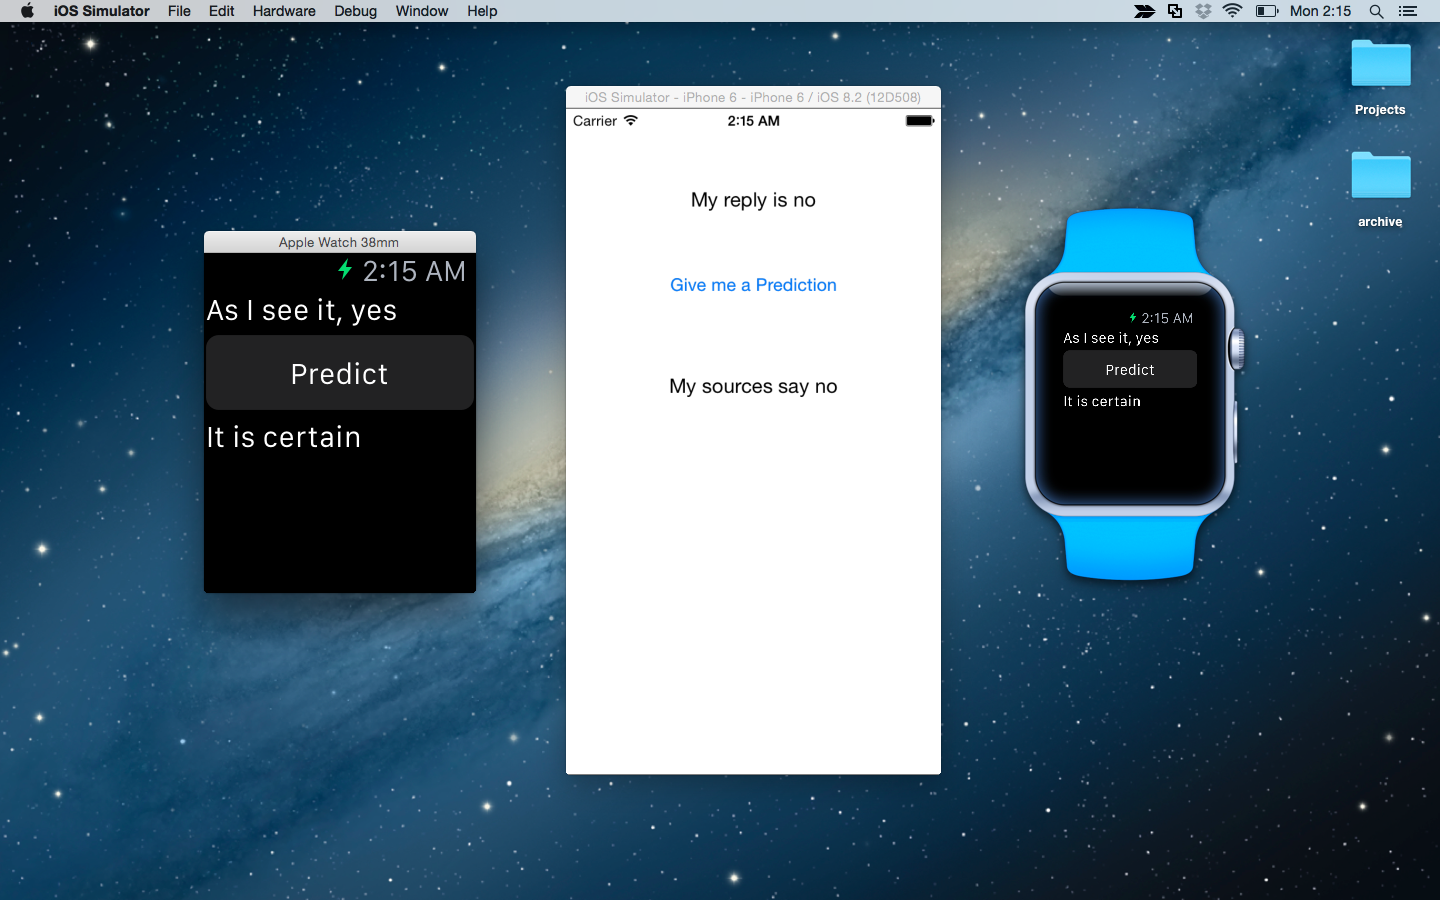 iOS Simulator File Edit Hardware Debug Window Help Mon 2:15
Projects
archive
Apple Watch 38mm
2:15 AM
As I see it, yes
Predict
It is certain
iOS Simulator - iPhone 6 - iPhone 6 / iOS 8.2 (12D508)
Carrier 2:15 AM
My reply is no
Give me a Prediction
My sources say no
2:15 AM
As I see it, yes
Predict
It is certain